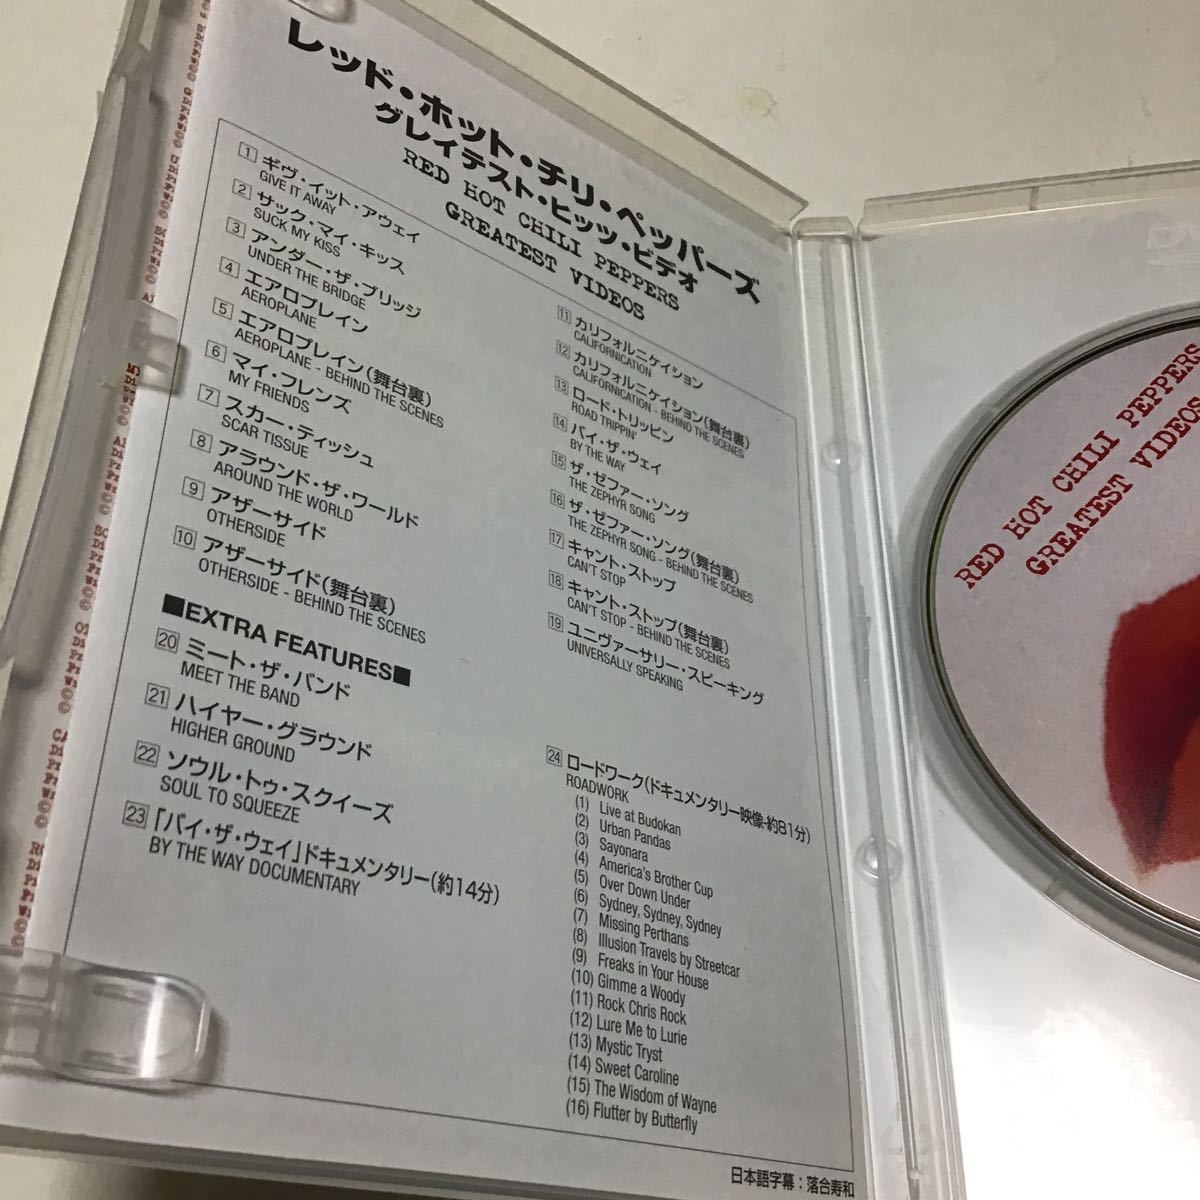 レッド・ホット・チリ・ペッパーズ
グレイテスト・ヒッツ・ビデオ
RED HOT CHILI PEPPERS
GREATEST VIDEOS
1 ギヴ・イット・アウェイ
GIVE IT AWAY
2 サック・マイ・キッス
SUCK MY KISS
3 アンダー・ザ・ブリッジ
UNDER THE BRIDGE
4 エアロプレイン
AEROPLANE
5 エアロプレイン(舞台裏)
AEROPLANE - BEHIND THE SCENES
6 マイ・フレンズ
MY FRIENDS
7 スカー・ティッシュ
SCAR TISSUE
8 アラウンド・ザ・ワールド
AROUND THE WORLD
9 アザーサイド
OTHERSIDE
10 アザーサイド(舞台裏)
OTHERSIDE - BEHIND THE SCENES
11 カリフォルニケイション
CALIFORNICATION
12 カリフォルニケイション(舞台裏)
CALIFORNICATION - BEHIND THE SCENES
13 ロード・トリッピン
ROAD TRIPPIN'
14 バイ・ザ・ウェイ
BY THE WAY
15 ザ・ゼファー・ソング
THE ZEPHYR SONG
16 ザ・ゼファー・ソング(舞台裏)
THE ZEPHYR SONG - BEHIND THE SCENES
17 キャント・ストップ
CAN'T STOP
18 キャント・ストップ(舞台裏)
CAN'T STOP - BEHIND THE SCENES
19 ユニヴァーサリー・スピーキング
UNIVERSALLY SPEAKING
■EXTRA FEATURES■
20 ミート・ザ・バンド
MEET THE BAND
21 ハイヤー・グラウンド
HIGHER GROUND
22 ソウル・トゥ・スクイーズ
SOUL TO SQUEEZE
23 「バイ・ザ・ウェイ」ドキュメンタリー(約14分)
BY THE WAY DOCUMENTARY
24 ロードワーク(ドキュメンタリー映像・約81分)
ROADWORK
(1) Live at Budokan
(2) Urban Pandas
(3) Sayonara
(4) America's Brother Cup
(5) Over Down Under
(6) Sydney, Sydney, Sydney
(7) Missing Perthans
(8) Illusion Travels by Streetcar
(9) Freaks in Your House
(10) Gimme a Woody
(11) Rock Chris Rock
(12) Lure Me to Lurie
(13) Mystic Tryst
(14) Sweet Caroline
(15) The Wisdom of Wayne
(16) Flutter by Butterfly
日本語字幕：落合寿和
RED HOT CHILI PEPPERS
GREATEST VIDEOS